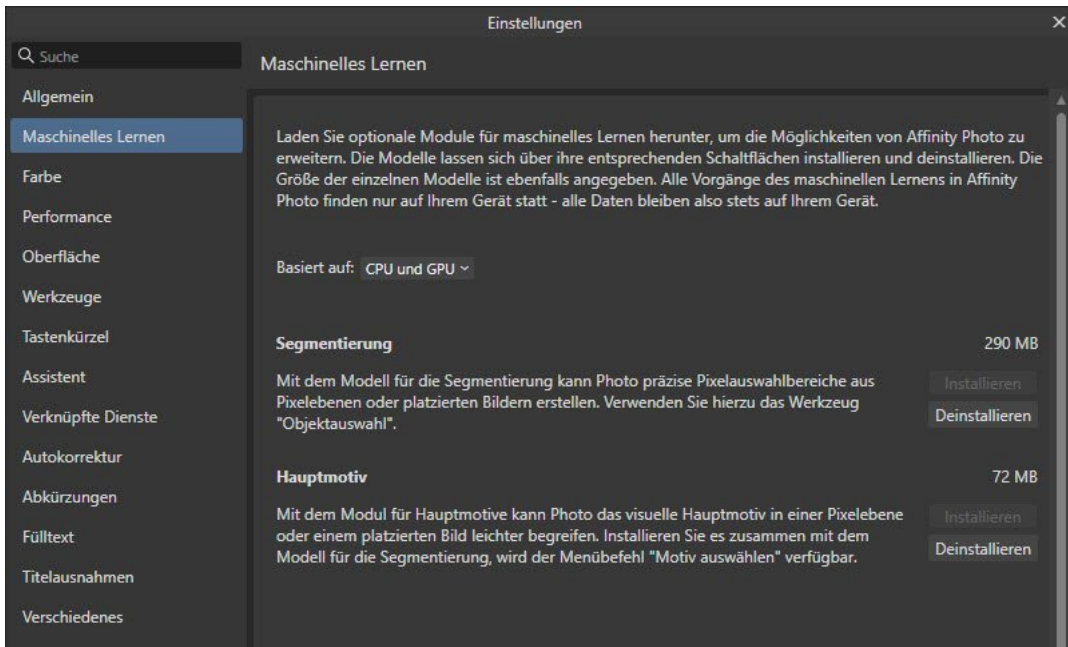 Einstellungen
Suche
Allgemein
Maschinelles Lernen
Farbe
Performance
Oberfläche
Werkzeuge
Tastenkürzel
Assistent
Verknüpfte Dienste
Autokorrektur
Abkürzungen
Fülltext
Titelausnahmen
Verschiedenes
Maschinelles Lernen
Laden Sie optionale Module für maschinelles Lernen herunter, um die Möglichkeiten von Affinity Photo zu
erweitern. Die Modelle lassen sich über ihre entsprechenden Schaltflächen installieren und deinstallieren. Die
Größe der einzelnen Modelle ist ebenfalls angegeben. Alle Vorgänge des maschinellen Lernens in Affinity
Photo finden nur auf Ihrem Gerät statt - alle Daten bleiben also stets auf Ihrem Gerät.
Basiert auf: CPU und GPU
Segmentierung 290 MB
Mit dem Modell für die Segmentierung kann Photo präzise Pixelauswahlbereiche aus
Pixelebenen oder platzierten Bildern erstellen. Verwenden Sie hierzu das Werkzeug
"Objektauswahl".
Installieren
Deinstallieren
Hauptmotiv 72 MB
Mit dem Modul für Hauptmotive kann Photo das visuelle Hauptmotiv in einer Pixelebene
oder einem platzierten Bild leichter begreifen. Installieren Sie es zusammen mit dem
Modell für die Segmentierung, wird der Menübefehl "Motiv auswählen" verfügbar.
Installieren
Deinstallieren